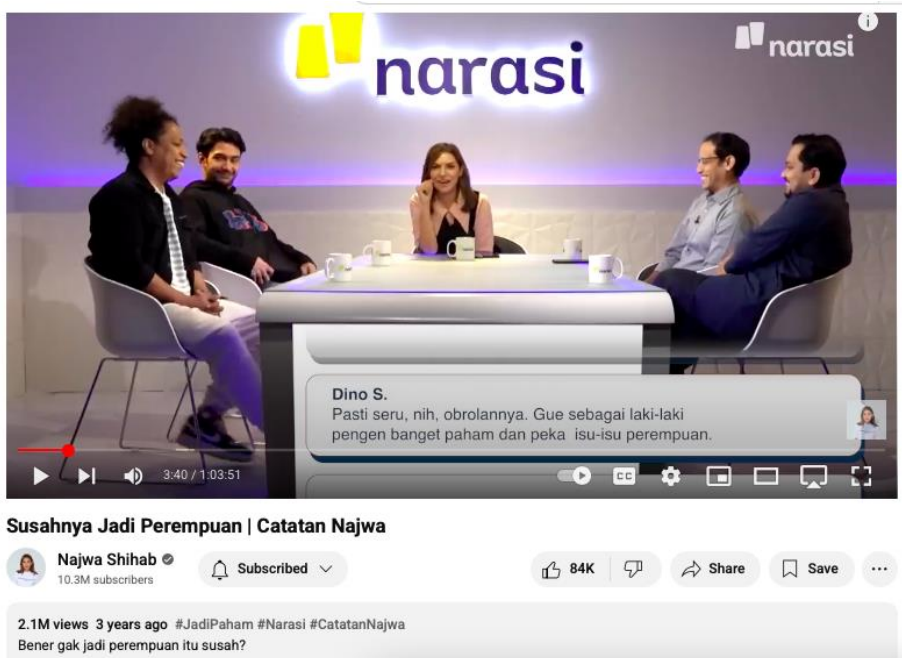 narasi
narasi
Dino S.
Pasti seru, nih, obrolannya. Gue sebagai laki-laki
pengen banget paham dan peka isu-isu perempuan.
3:40 / 1:03:51
CC
Susahnya Jadi Perempuan | Catatan Najwa
Najwa Shihab
10.3M subscribers
Subscribed
84K
Share
Save
2.1M views 3 years ago #JadiPaham #Narasi #CatatanNajwa
Bener gak jadi perempuan itu susah?